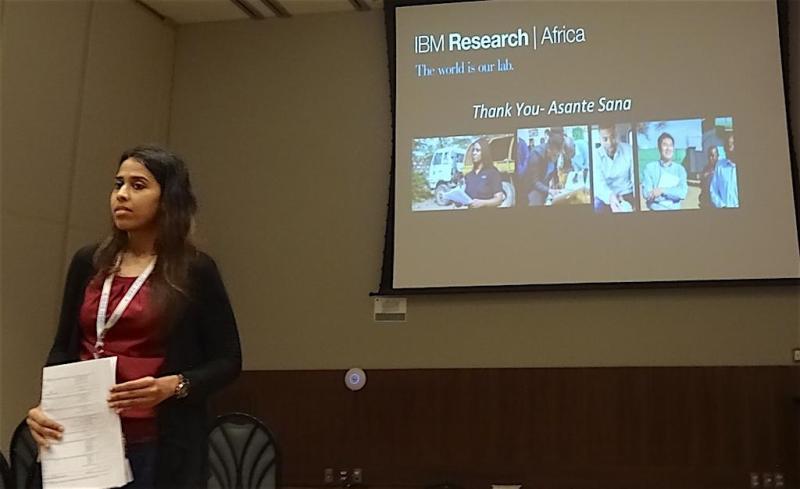 IBM Research | Africa
The world is our lab.
Thank You- Asante Sana